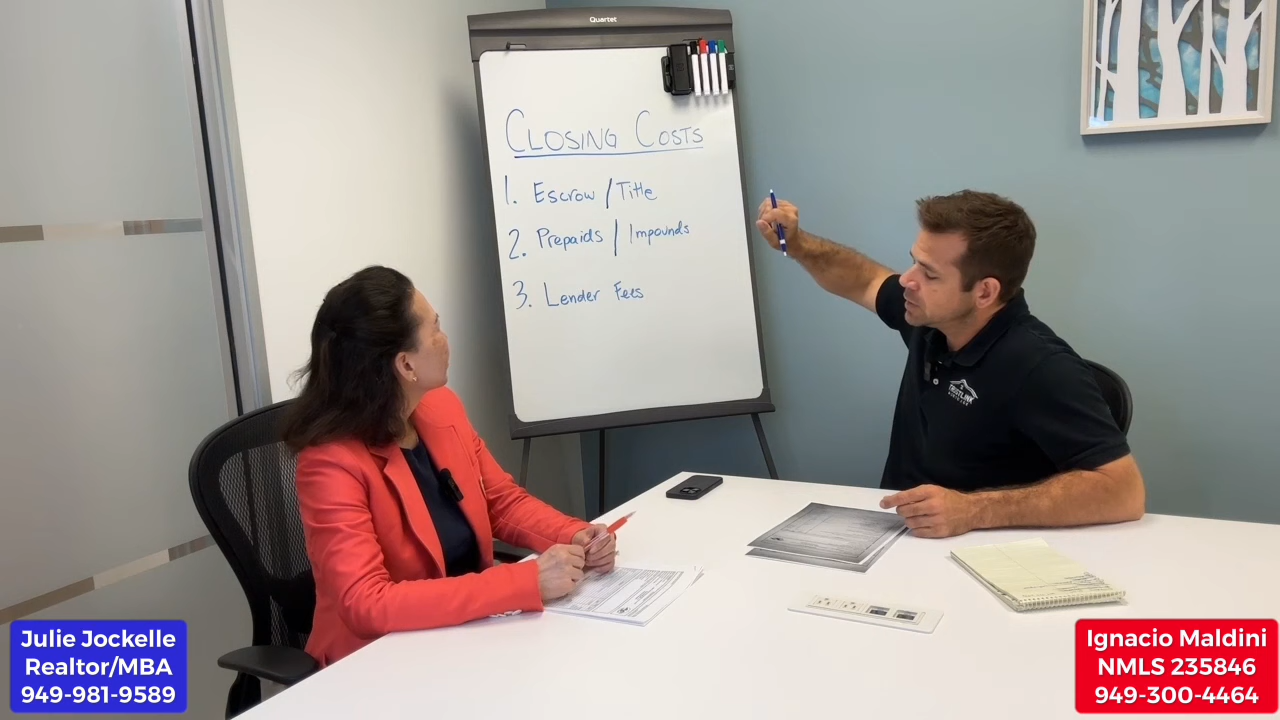 Quartet
CLOSING COSTS
1. Escrow / Title
2. Prepaids / Impounds
3. Lender Fees
TRUSTLINK
Julie Jockelle
Realtor/MBA
949-981-9589
Ignacio Maldini
NMLS 235846
949-300-4464